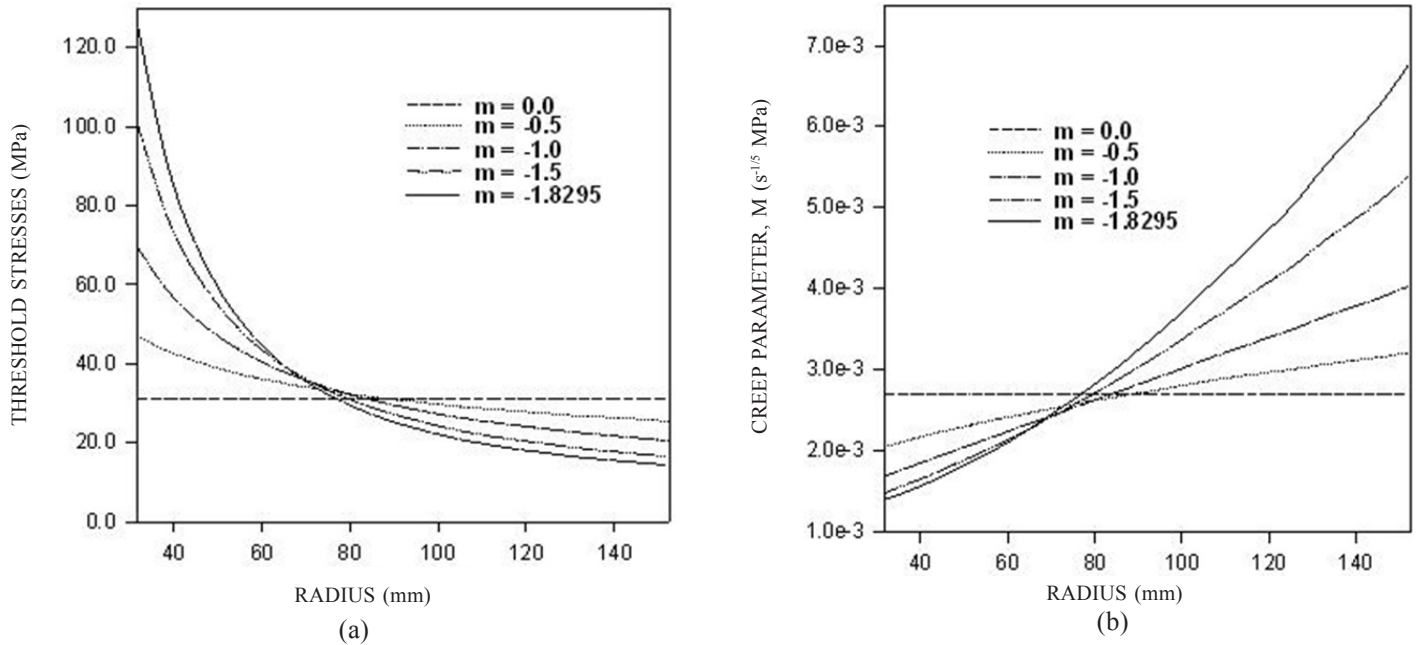 THRESHOLD STRESSES (MPa)
120.0
100.0
80.0
60.0
40.0
20.0
0.0
m = 0.0
m = -0.5
m = -1.0
m = -1.5
m = -1.8295
40 60 80 100 120 140
RADIUS (mm)
(a)
CREEP PARAMETER, M (s-1/5 MPa)
7.0e-3
6.0e-3
5.0e-3
4.0e-3
3.0e-3
2.0e-3
1.0e-3
m = 0.0
m = -0.5
m = -1.0
m = -1.5
m = -1.8295
40 60 80 100 120 140
RADIUS (mm)
(b)